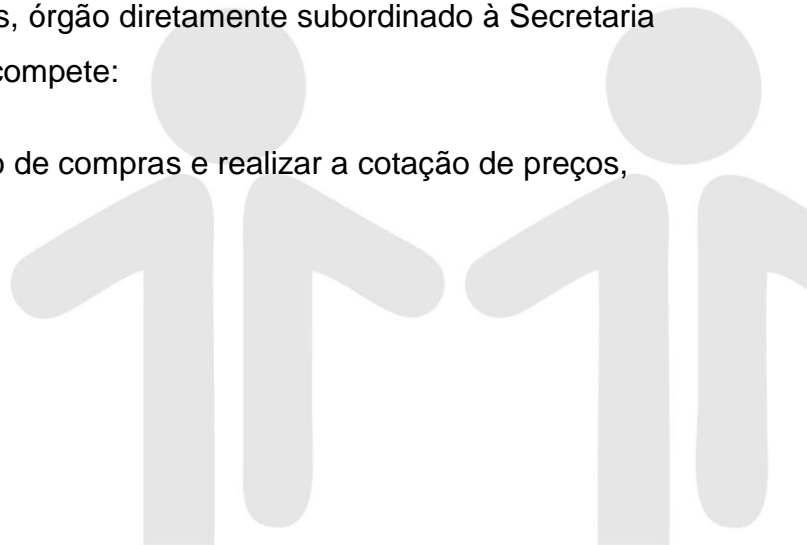 s, órgão diretamente subordinado à Secretaria
compete:
o de compras e realizar a cotação de preços,